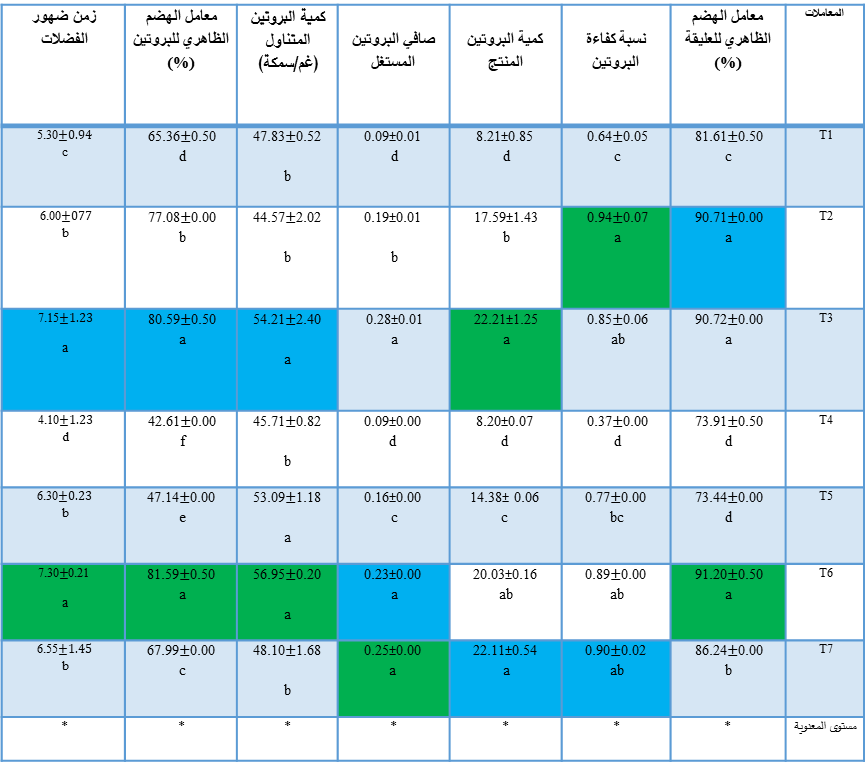 المعاملات
معامل الهضم
الظاهري للعليقة
(%)
نسبة كفاءة
البروتين
كمية البروتين
المنتج
صافي البروتين
المستغل
كمية البروتين
المتناول
(غم/سمكة)
معامل الهضم
الظاهري للبروتين
(%)
زمن ضهور
الفضلات
T1
81.61±0.50
c
0.64±0.05
c
8.21±0.85
d
0.09±0.01
d
47.83±0.52
b
65.36±0.50
d
5.30±0.94
c
T2
90.71±0.00
a
0.94±0.07
a
17.59±1.43
b
0.19±0.01
b
44.57±2.02
b
77.08±0.00
b
6.00±077
b
T3
90.72±0.00
a
0.85±0.06
ab
22.21±1.25
a
0.28±0.01
a
54.21±2.40
a
80.59±0.50
a
7.15±1.23
a
T4
73.91±0.50
d
0.37±0.00
d
8.20±0.07
d
0.09±0.00
d
45.71±0.82
b
42.61±0.00
f
4.10±1.23
d
T5
73.44±0.00
d
0.77±0.00
bc
14.38± 0.06
c
0.16±0.00
c
53.09±1.18
a
47.14±0.00
e
6.30±0.23
b
T6
91.20±0.50
a
0.89±0.00
ab
20.03±0.16
ab
0.23±0.00
a
56.95±0.20
a
81.59±0.50
a
7.30±0.21
a
T7
86.24±0.00
b
0.90±0.02
ab
22.11±0.54
a
0.25±0.00
a
48.10±1.68
b
67.99±0.00
c
6.55±1.45
b
مستوى المعنوية
*
*
*
*
*
*
*